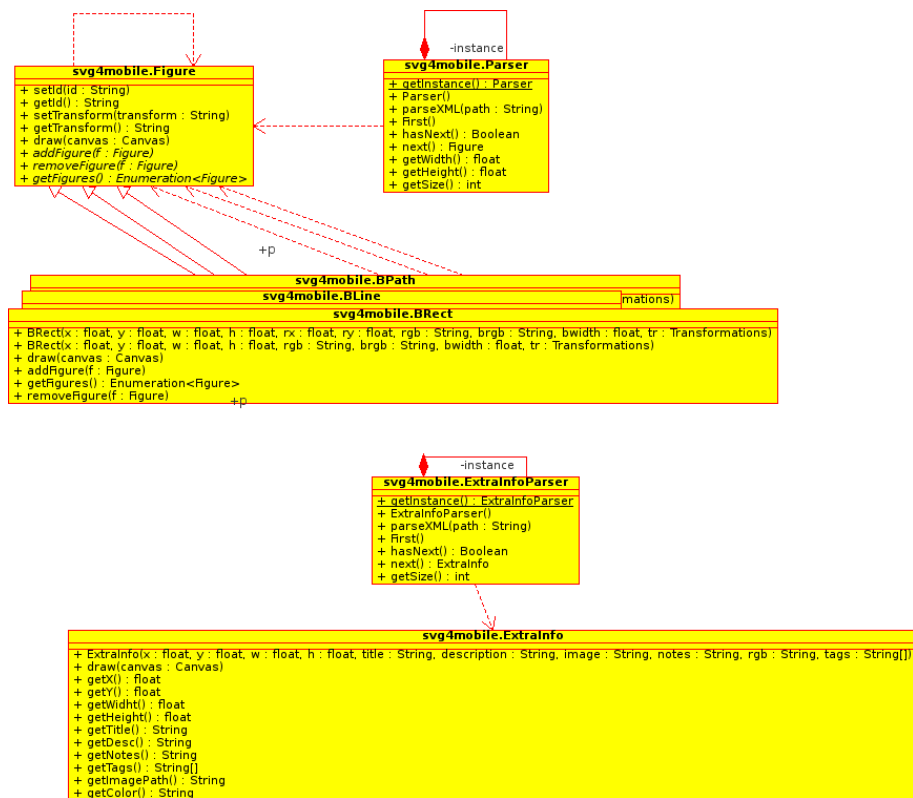 -instance
svg4mobile.Figure
+ setId(id : String)
+ getId() : String
+ setTransform(transform : String)
+ getTransform() : String
+ draw(canvas : Canvas)
+ addFigure(f : Figure)
+ removeFigure(f : Figure)
+ getFigures() : Enumeration<Figure>
svg4mobile.Parser
+ getInstance() : Parser
+ Parser()
+ parseXML(path : String)
+ First()
+ hasNext() : Boolean
+ next() : Figure
+ getWidth() : float
+ getHeight() : float
+ getSize() : int
+p
svg4mobile.BPath
svg4mobile.BLine
mations)
svg4mobile.BRect
+ BRect(x : float, y : float, w : float, h : float, rx : float, ry : float, rgb : String, brgb : String, bwidth : float, tr : Transformations)
+ BRect(x : float, y : float, w : float, h : float, rgb : String, brgb : String, bwidth : float, tr : Transformations)
+ draw(canvas : Canvas)
+ addFigure(f : Figure)
+ getFigures() : Enumeration<Figure>
+ removeFigure(f : Figure)
+p
-instance
svg4mobile.ExtraInfoParser
+ getInstance() : ExtraInfoParser
+ ExtraInfoParser()
+ parseXML(path : String)
+ First()
+ hasNext() : Boolean
+ next() : ExtraInfo
+ getSize() : int
svg4mobile.ExtraInfo
+ ExtraInfo(x : float, y : float, w : float, h : float, title : String, description : String, image : String, notes : String, rgb : String, tags : String[])
+ draw(canvas : Canvas)
+ getX() : float
+ getY() : float
+ getWidht() : float
+ getHeight() : float
+ getTitle() : String
+ getDesc() : String
+ getNotes() : String
+ getTags() : String[]
+ getImagePath() : String
+ getColor() : String